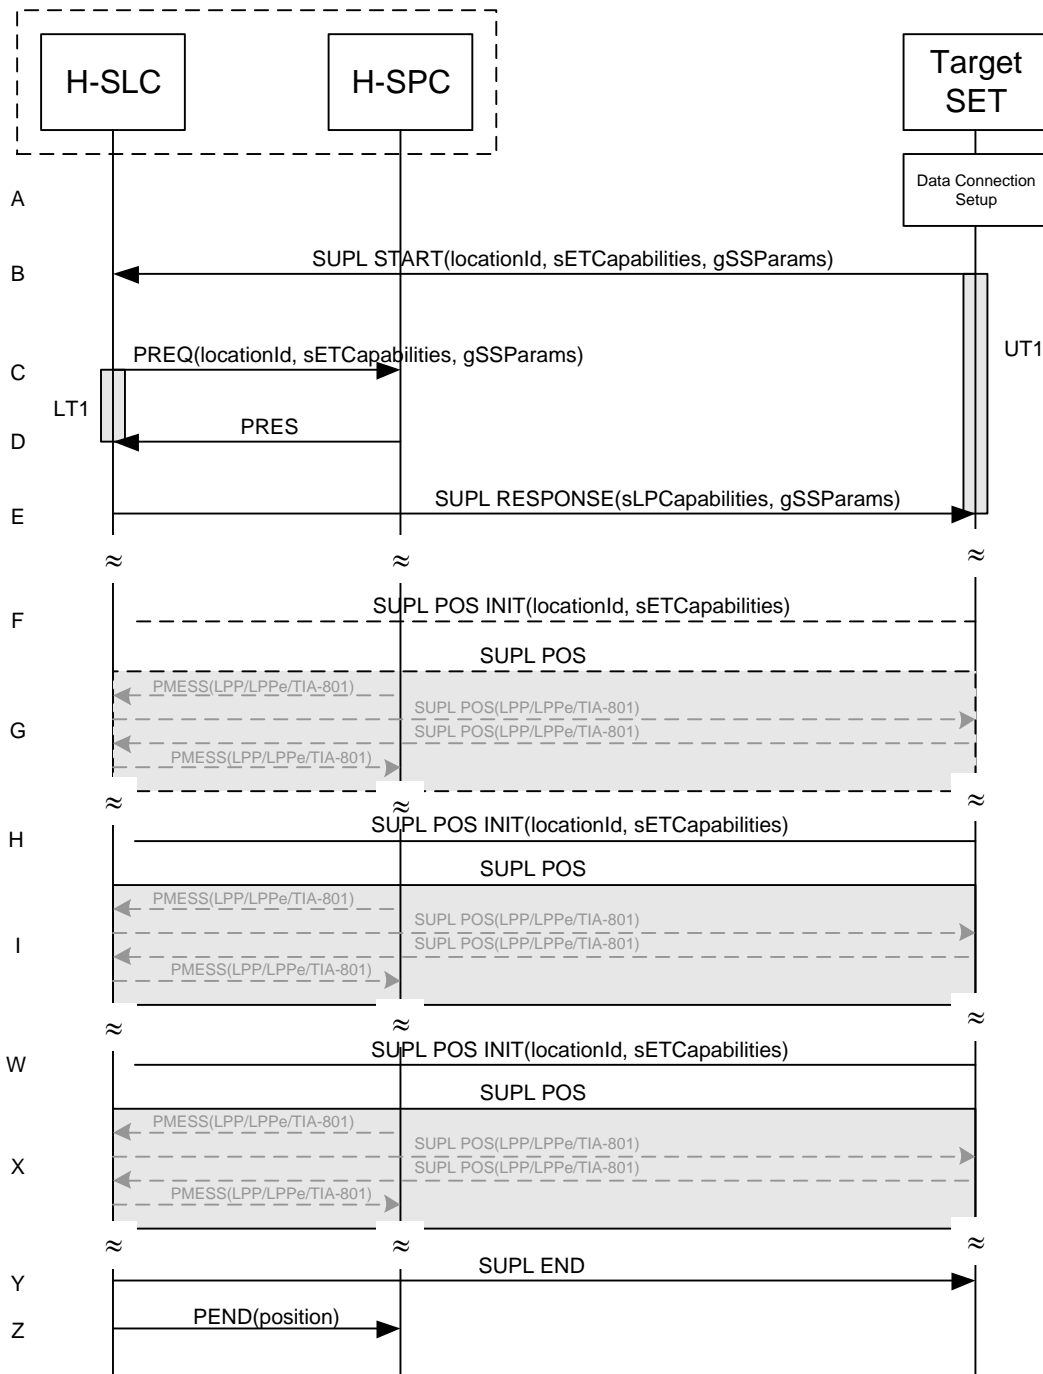 H-SLC
H-SPC
Target
SET
Data Connection
Setup
A
SUPL START(locationId, sETCapabilities, gSSParams)
B
UT1
PREQ(locationId, sETCapabilities, gSSParams)
C
LT1
PRES
D
SUPL RESPONSE(sLPCapabilities, gSSParams)
E
≈ ≈ ≈
SUPL POS INIT(locationId, sETCapabilities)
F
SUPL POS
PMESS(LPP/LPPe/TIA-801)
SUPL POS(LPP/LPPe/TIA-801)
G
SUPL POS(LPP/LPPe/TIA-801)
PMESS(LPP/LPPe/TIA-801)
≈ ≈ ≈
SUPL POS INIT(locationId, sETCapabilities)
H
SUPL POS
PMESS(LPP/LPPe/TIA-801)
SUPL POS(LPP/LPPe/TIA-801)
I
SUPL POS(LPP/LPPe/TIA-801)
PMESS(LPP/LPPe/TIA-801)
≈ ≈ ≈
SUPL POS INIT(locationId, sETCapabilities)
W
SUPL POS
PMESS(LPP/LPPe/TIA-801)
SUPL POS(LPP/LPPe/TIA-801)
X
SUPL POS(LPP/LPPe/TIA-801)
PMESS(LPP/LPPe/TIA-801)
≈ ≈ ≈
SUPL END
Y
PEND(position)
Z